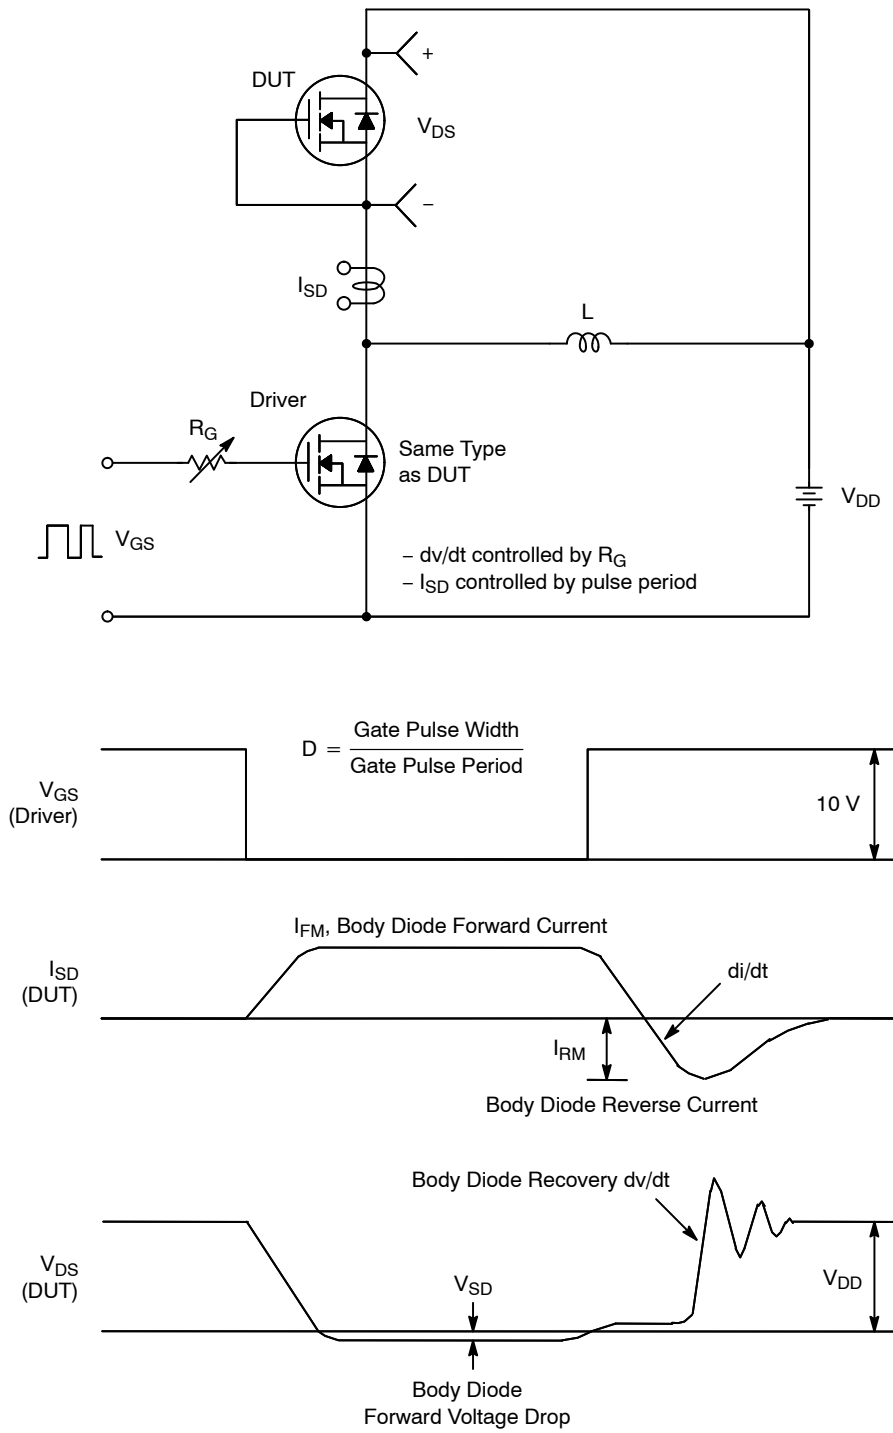 DUT
+
V_DS
−
I_SD
L
Driver
R_G
Same Type
as DUT
V_DD
V_GS
− dv/dt controlled by R_G
− I_SD controlled by pulse period
D = Gate Pulse Width
Gate Pulse Period
V_GS
(Driver)
10 V
I_FM, Body Diode Forward Current
I_SD
(DUT)
di/dt
I_RM
Body Diode Reverse Current
Body Diode Recovery dv/dt
V_DS
(DUT)
V_SD
V_DD
Body Diode
Forward Voltage Drop